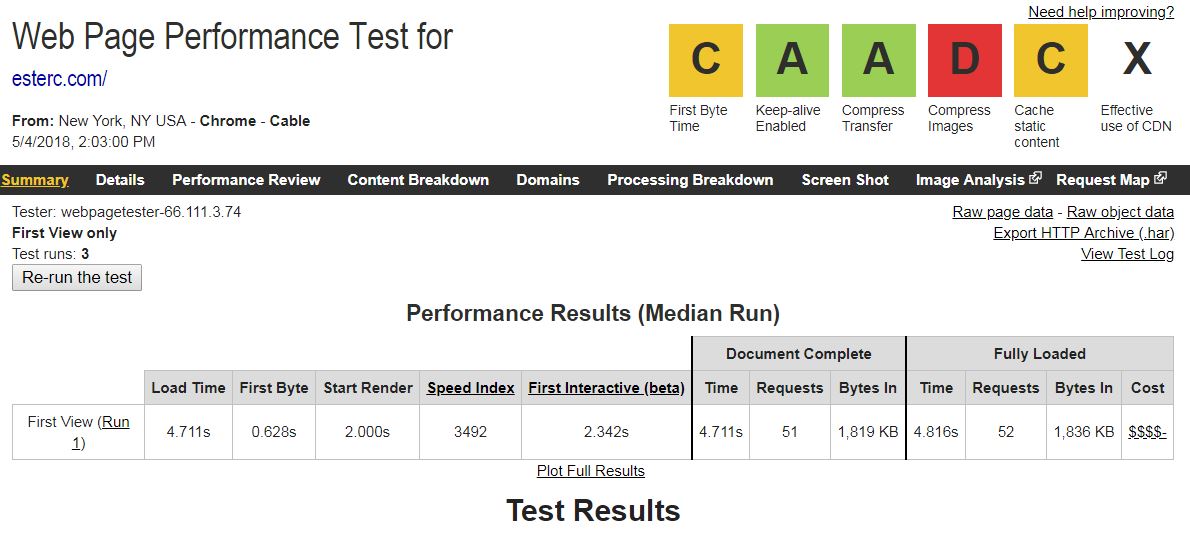 Need help improving?
Web Page Performance Test for
esterc.com/
From: New York, NY USA - Chrome - Cable
5/4/2018, 2:03:00 PM
C A A D C X
First Byte Time
Keep-alive Enabled
Compress Transfer
Compress Images
Cache static content
Effective use of CDN
Summary Details Performance Review Content Breakdown Domains Processing Breakdown Screen Shot Image Analysis Request Map
Tester: webpagetester-66.111.3.74
First View only
Test runs: 3
Re-run the test
Raw page data - Raw object data
Export HTTP Archive (.har)
View Test Log
Performance Results (Median Run)
Document Complete Fully Loaded
Load Time First Byte Start Render Speed Index First Interactive (beta) Time Requests Bytes In Time Requests Bytes In Cost
First View (Run 1) 4.711s 0.628s 2.000s 3492 2.342s 4.711s 51 1,819 KB 4.816s 52 1,836 KB $$$$-
Plot Full Results
Test Results